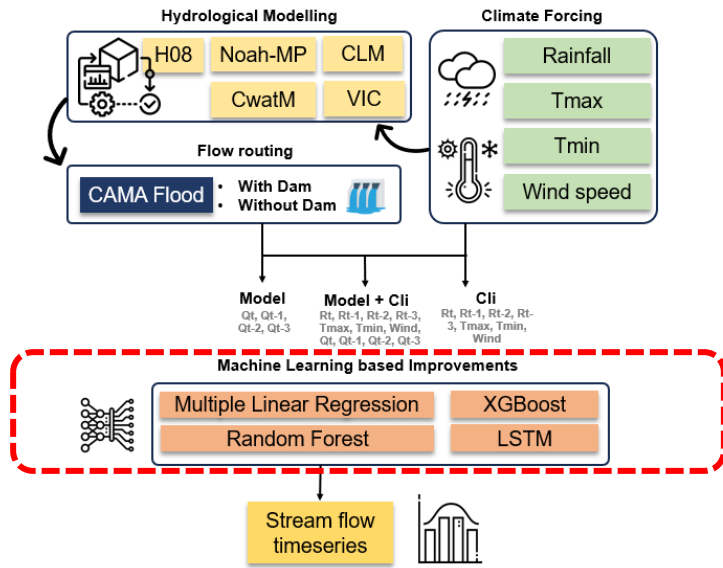 Hydrological Modelling
H08
Noah-MP
CLM
CwatM
VIC
Climate Forcing
Rainfall
Tmax
Tmin
Wind speed
Flow routing
CAMA Flood
• With Dam
• Without Dam
Model
Qt, Qt-1,
Qt-2, Qt-3
Model + Cli
Rt, Rt-1, Rt-2, Rt-3,
Tmax, Tmin, Wind,
Qt, Qt-1, Qt-2, Qt-3
Cli
Rt, Rt-1, Rt-2, Rt-
3, Tmax, Tmin,
Wind
Machine Learning based Improvements
Multiple Linear Regression
XGBoost
Random Forest
LSTM
Stream flow
timeseries